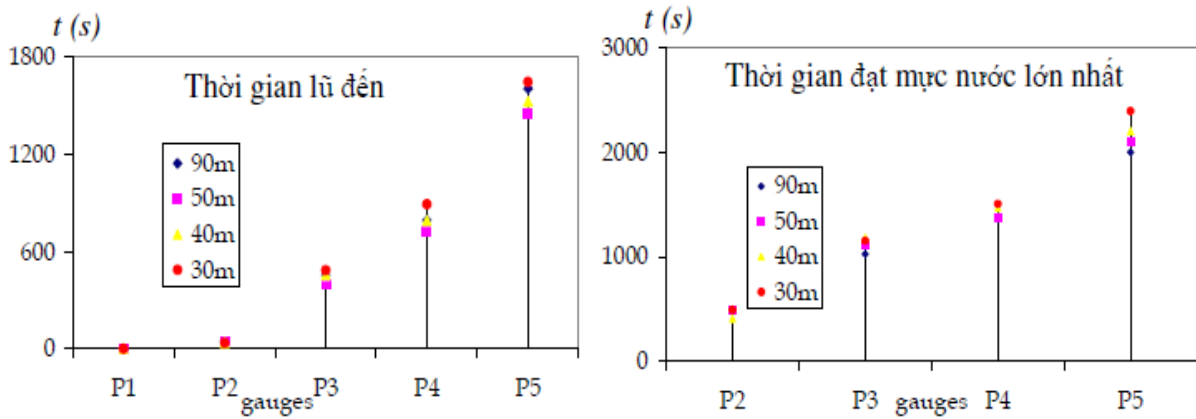 t (s)
1800
1200
600
0
Thời gian lũ đến
90m
50m
40m
30m
P1 P2 P3 P4 P5
gauges
t (s)
3000
2000
1000
0
Thời gian đạt mực nước lớn nhất
90m
50m
40m
30m
P2 P3 gauges P4 P5